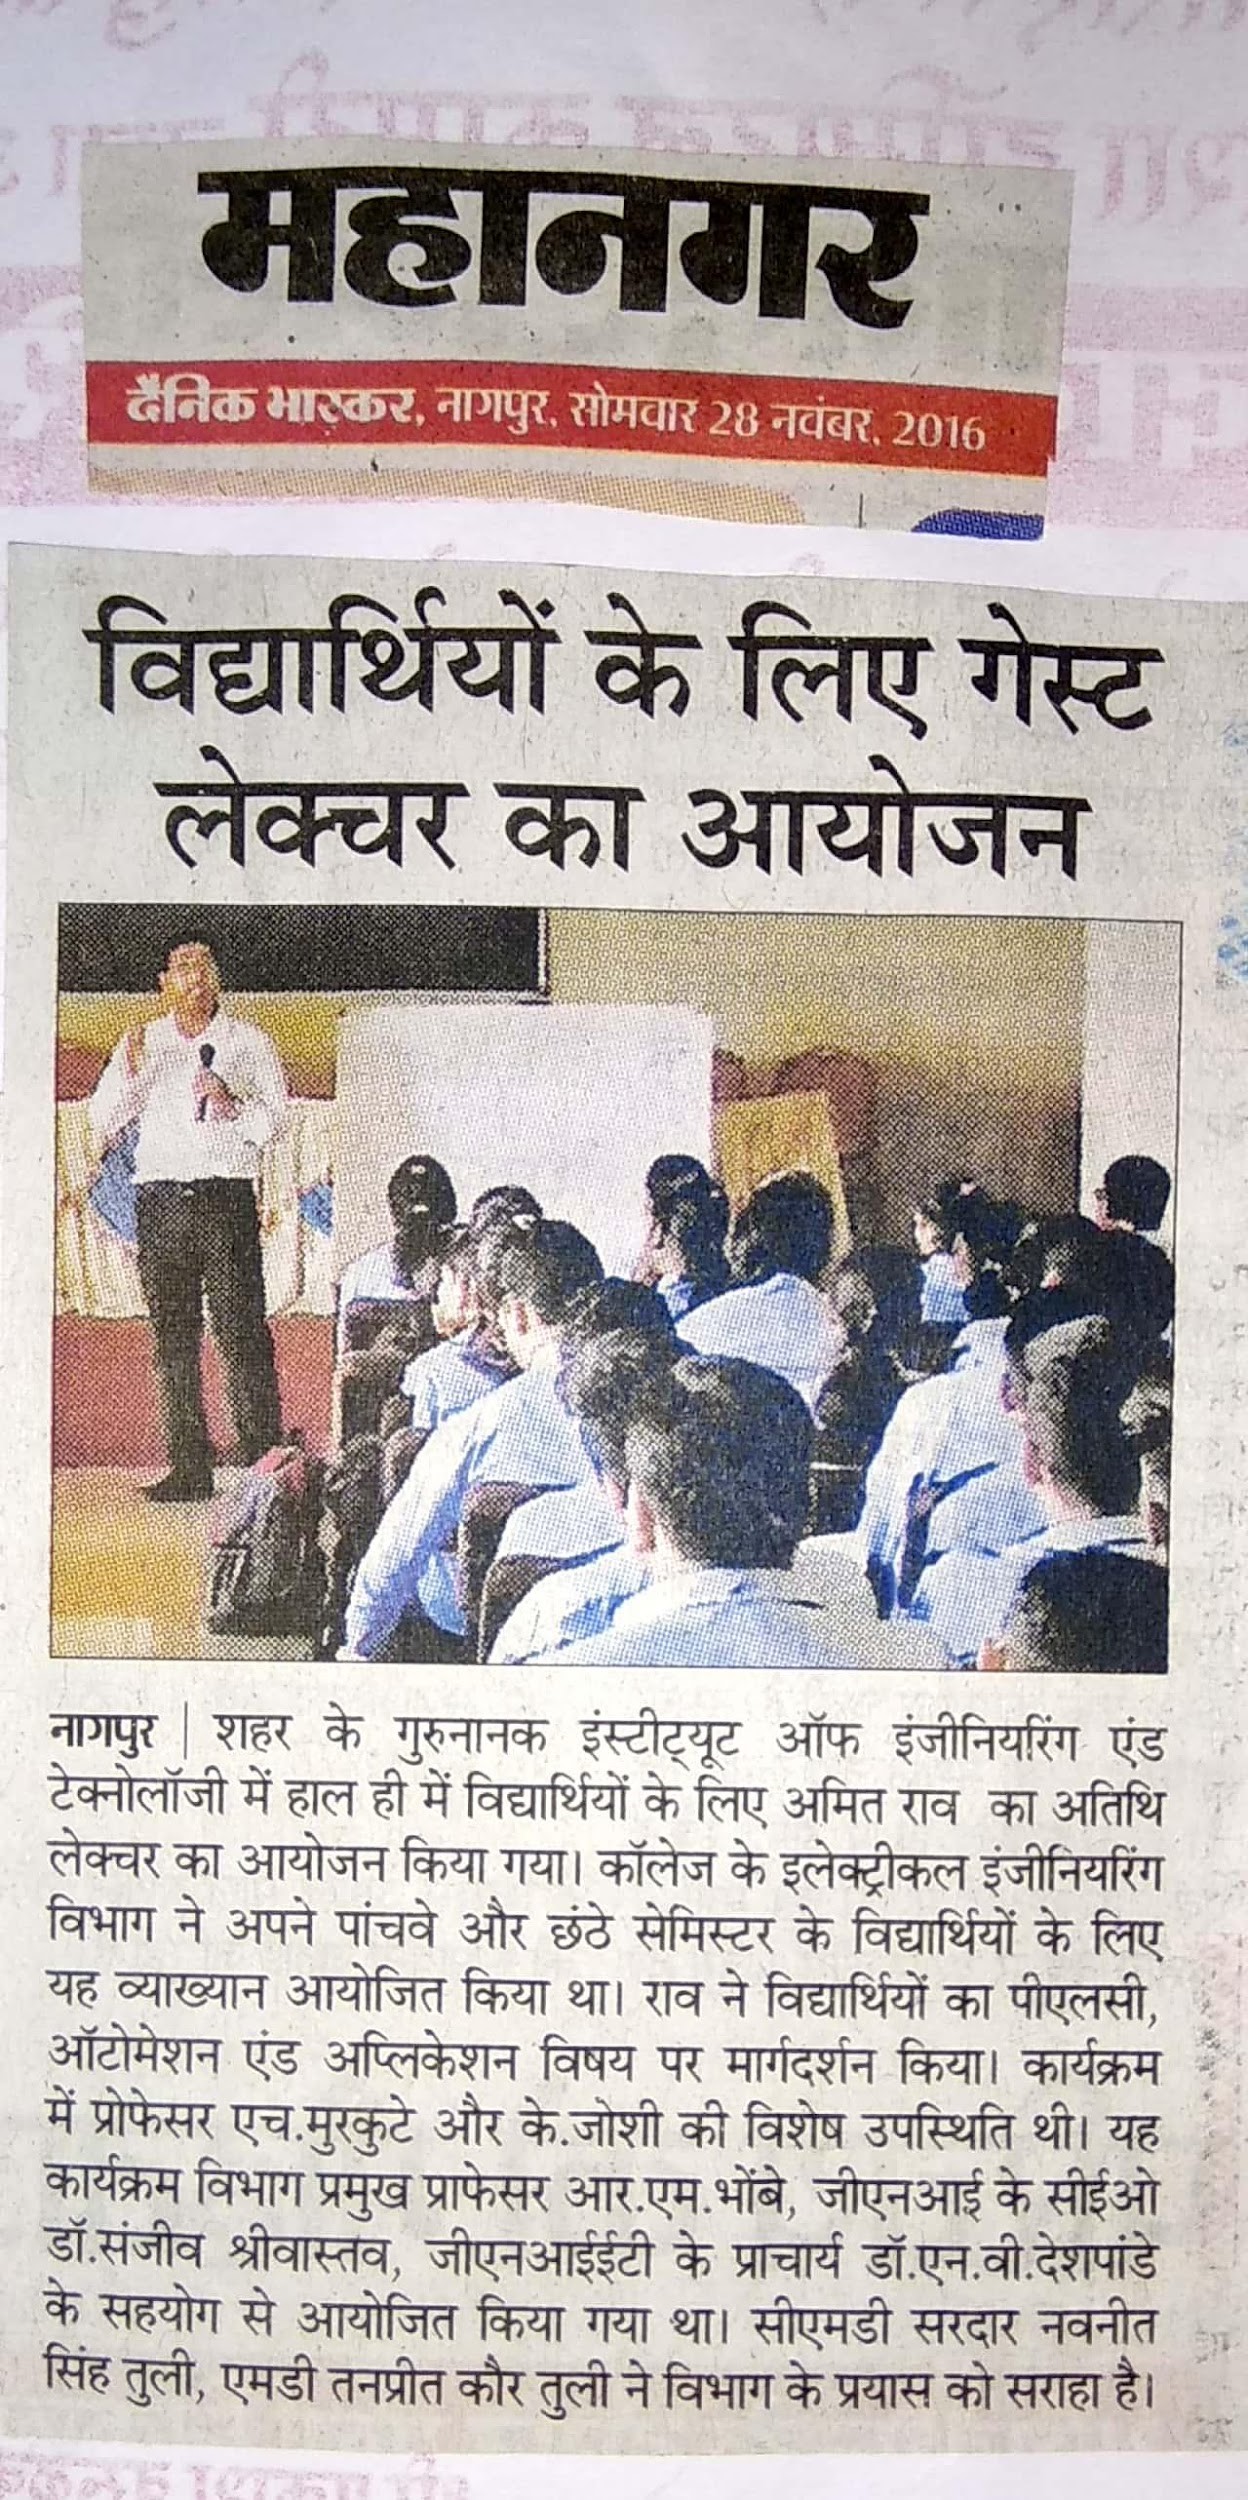 महानगर
दैनिक भास्कर, नागपुर, सोमवार 28 नवंबर, 2016
विद्यार्थियों के लिए गेस्ट
लेक्चर का आयोजन
नागपुर | शहर के गुरुनानक इंस्टीट्यूट ऑफ इंजीनियरिंग एंड
टेक्नोलॉजी में हाल ही में विद्यार्थियों के लिए अमित राव का अतिथि
लेक्चर का आयोजन किया गया। कॉलेज के इलेक्ट्रीकल इंजीनियरिंग
विभाग ने अपने पांचवे और छंठे सेमिस्टर के विद्यार्थियों के लिए
यह व्याख्यान आयोजित किया था। राव ने विद्यार्थियों का पीएलसी,
ऑटोमेशन एंड अप्लिकेशन विषय पर मार्गदर्शन किया। कार्यक्रम
में प्रोफेसर एच.मुरकुटे और के.जोशी की विशेष उपस्थिति थी। यह
कार्यक्रम विभाग प्रमुख प्राफेसर आर.एम.भोंबे, जीएनआई के सीईओ
डॉ.संजीव श्रीवास्तव, जीएनआईईटी के प्राचार्य डॉ.एन.वी.देशपांडे
के सहयोग से आयोजित किया गया था। सीएमडी सरदार नवनीत
सिंह तुली, एमडी तनप्रीत कौर तुली ने विभाग के प्रयास को सराहा है।